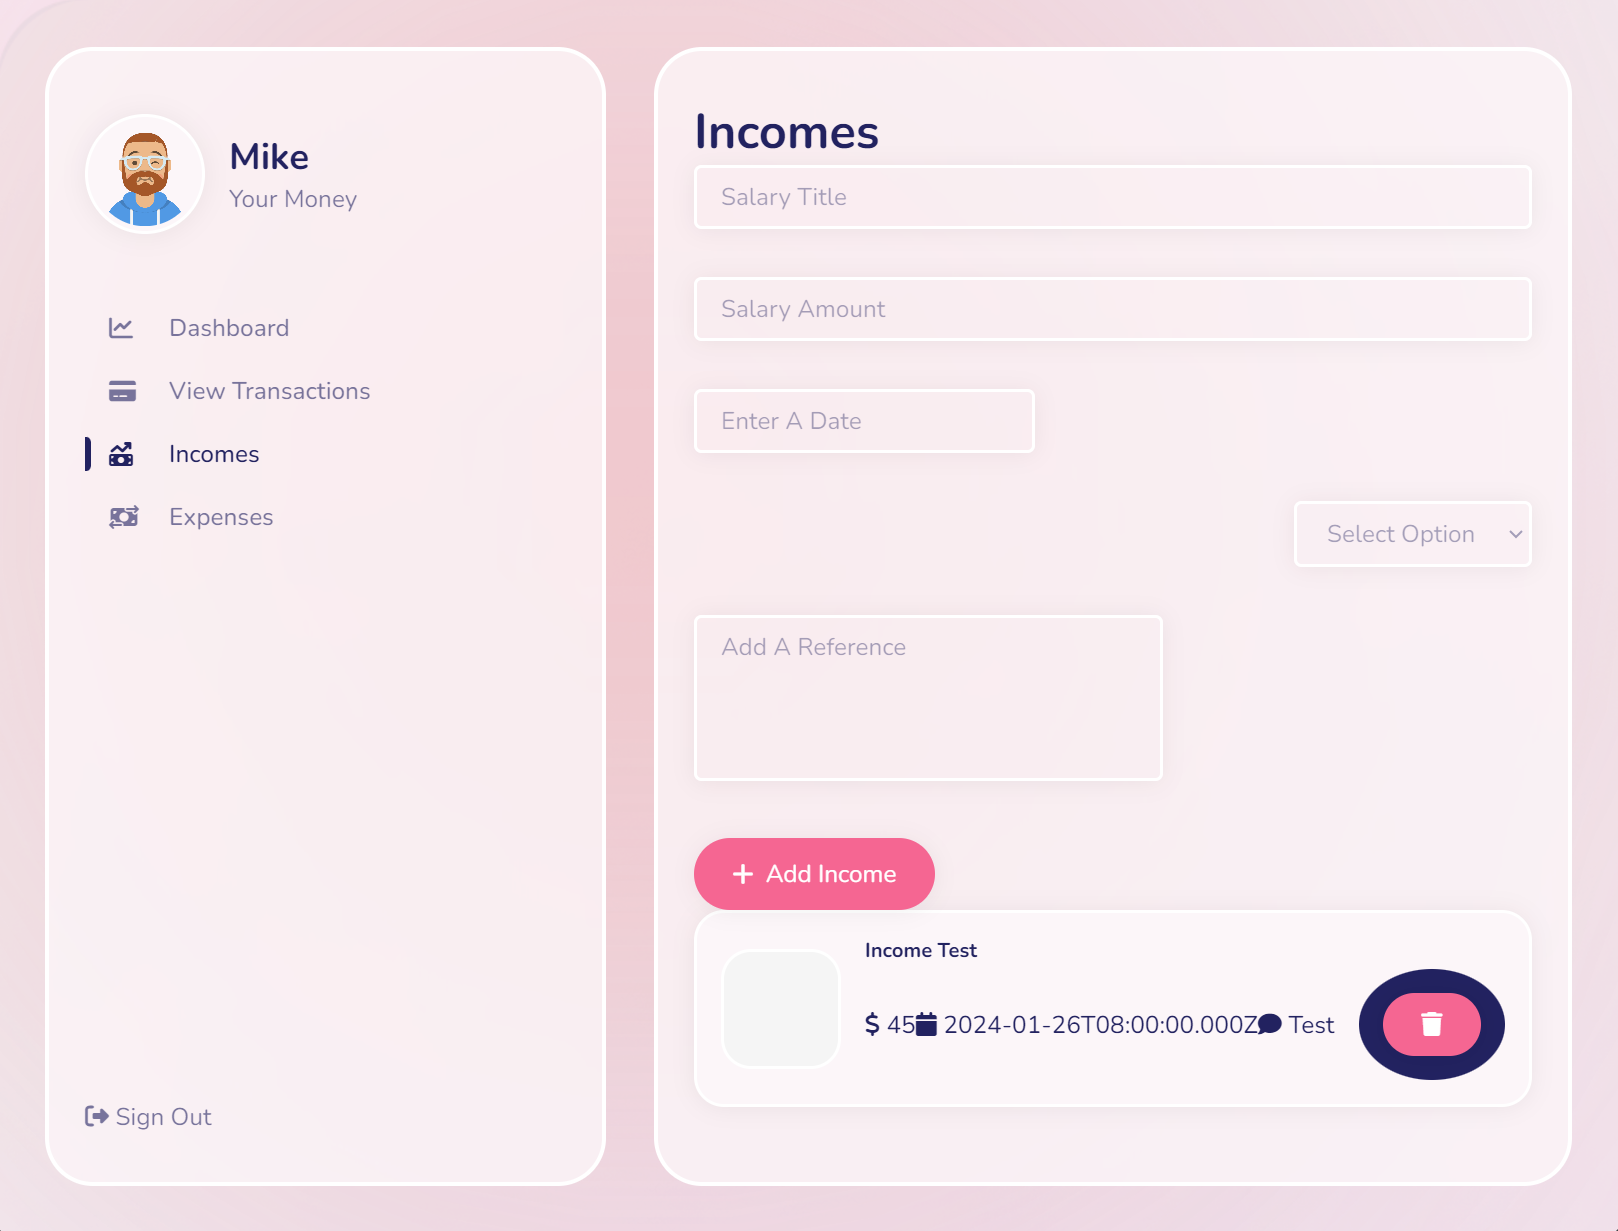 Mike
Your Money
Dashboard
View Transactions
Incomes
Expenses
Sign Out
Incomes
Salary Title
Salary Amount
Enter A Date
Select Option
Add A Reference
+ Add Income
Income Test
$ 45 2024-01-26T08:00:00.000Z Test